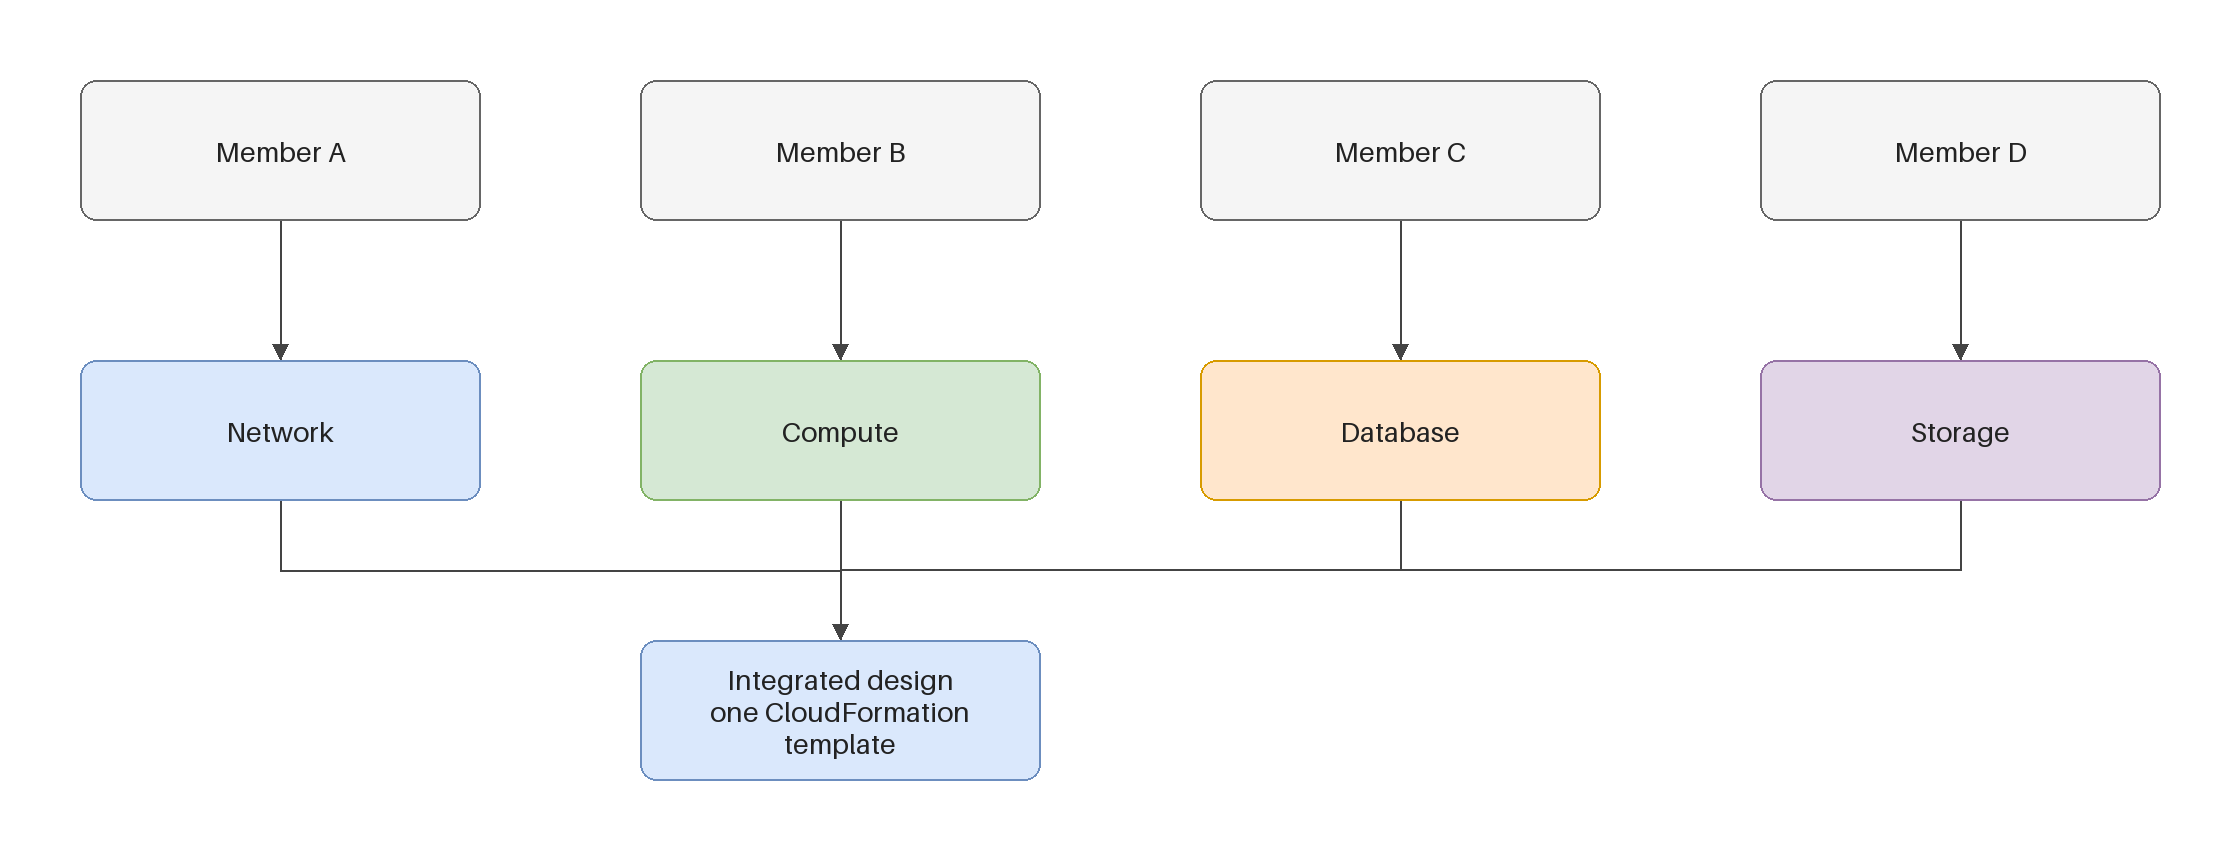 Member A
Member B
Member C
Member D
Network
Compute
Database
Storage
Integrated design
one CloudFormation
template